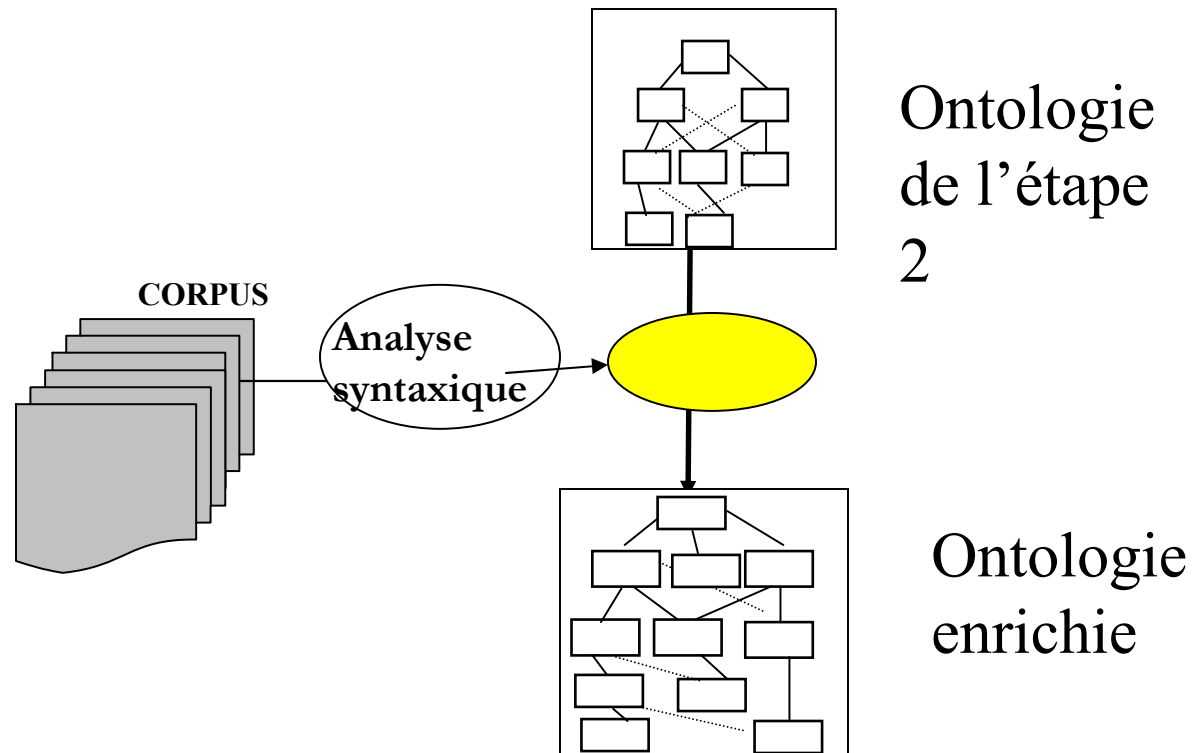 Ontologie
de l’étape
2
CORPUS
Analyse
syntaxique
Ontologie
enrichie